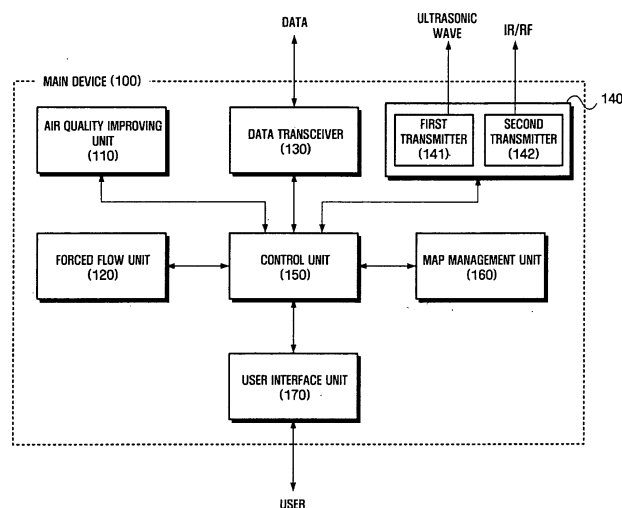 DATA
ULTRASONIC
WAVE
IR/RF
MAIN DEVICE (100)
140
AIR QUALITY IMPROVING
UNIT
(110)
DATA TRANSCEIVER
(130)
FIRST
TRANSMITTER
(141)
SECOND
TRANSMITTER
(142)
FORCED FLOW UNIT
(120)
CONTROL UNIT
(150)
MAP MANAGEMENT UNIT
(160)
USER INTERFACE UNIT
(170)
USER